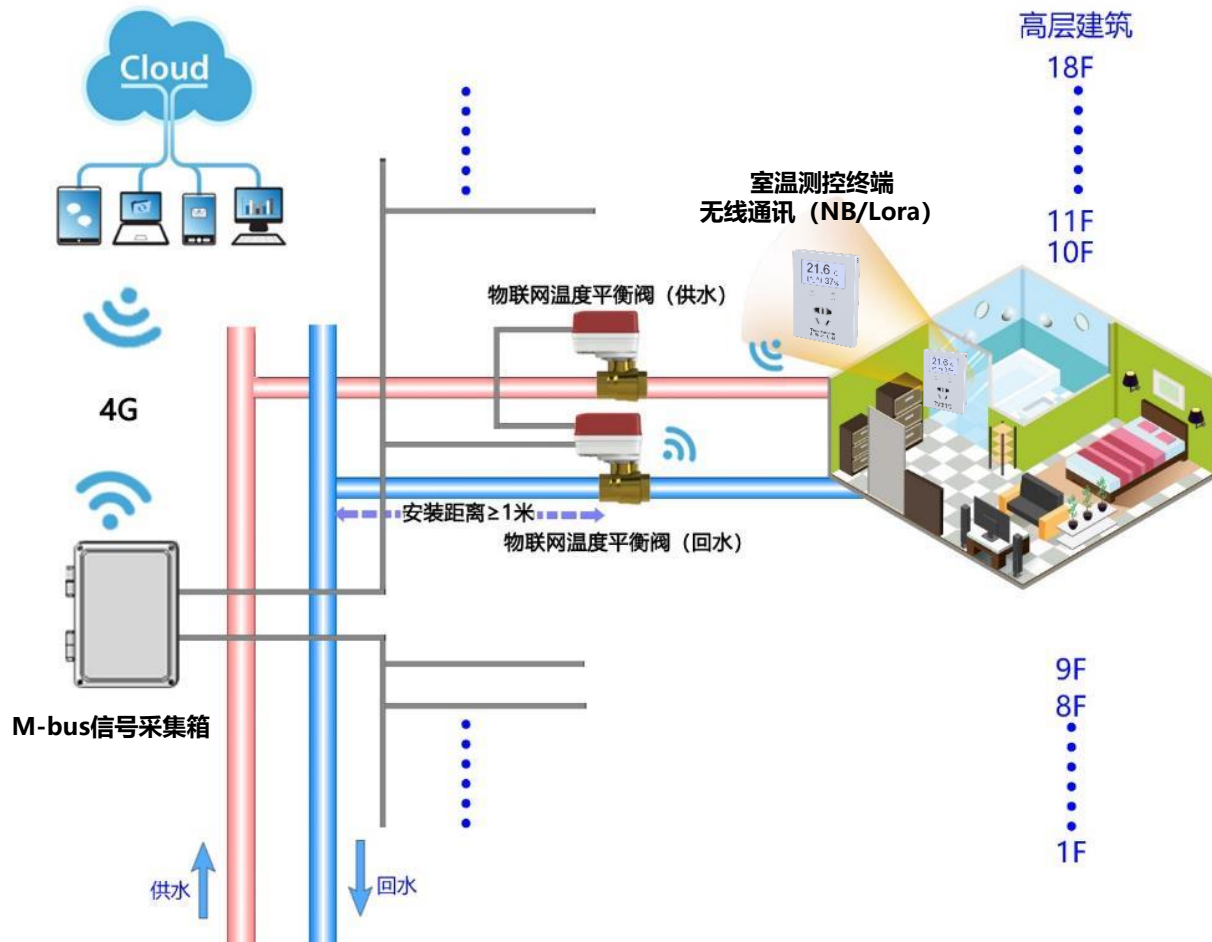 高层建筑
Cloud
18F
室温测控终端
无线通讯（NB/Lora）
11F
10F
21.6
37%
物联网温度平衡阀（供水）
21.6
4G
安装距离≥1米
物联网温度平衡阀（回水）
9F
M-bus信号采集箱
8F
1F
供水
回水